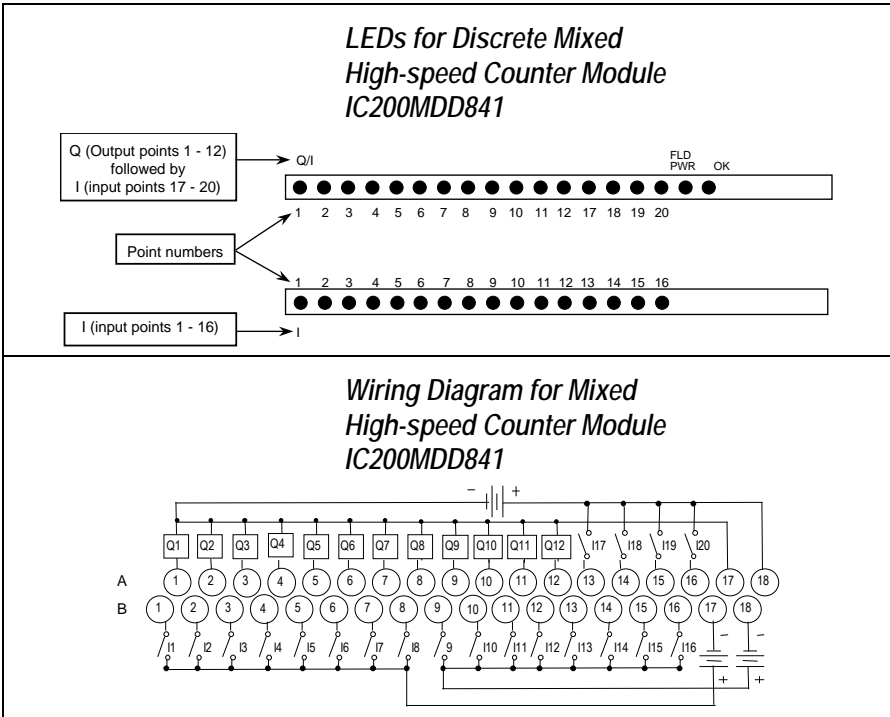 LEDs for Discrete Mixed
High-speed Counter Module
IC200MDD841
Q (Output points 1 - 12)
followed by
I (input points 17 - 20)
Q/I
FLD
PWR OK
1 2 3 4 5 6 7 8 9 10 11 12 17 18 19 20
Point numbers
1 2 3 4 5 6 7 8 9 10 11 12 13 14 15 16
I (input points 1 - 16)
I
Wiring Diagram for Mixed
High-speed Counter Module
IC200MDD841
− +
Q1 Q2 Q3 Q4 Q5 Q6 Q7 Q8 Q9 Q10 Q11 Q12 I17 I18 I19 I20
A 1 2 3 4 5 6 7 8 9 10 11 12 13 14 15 16 17 18
B 1 2 3 4 5 6 7 8 9 10 11 12 13 14 15 16 17 18
I1 I2 I3 I4 I5 I6 I7 I8 9 I10 I11 I12 I13 I14 I15 I16 − −
+ +